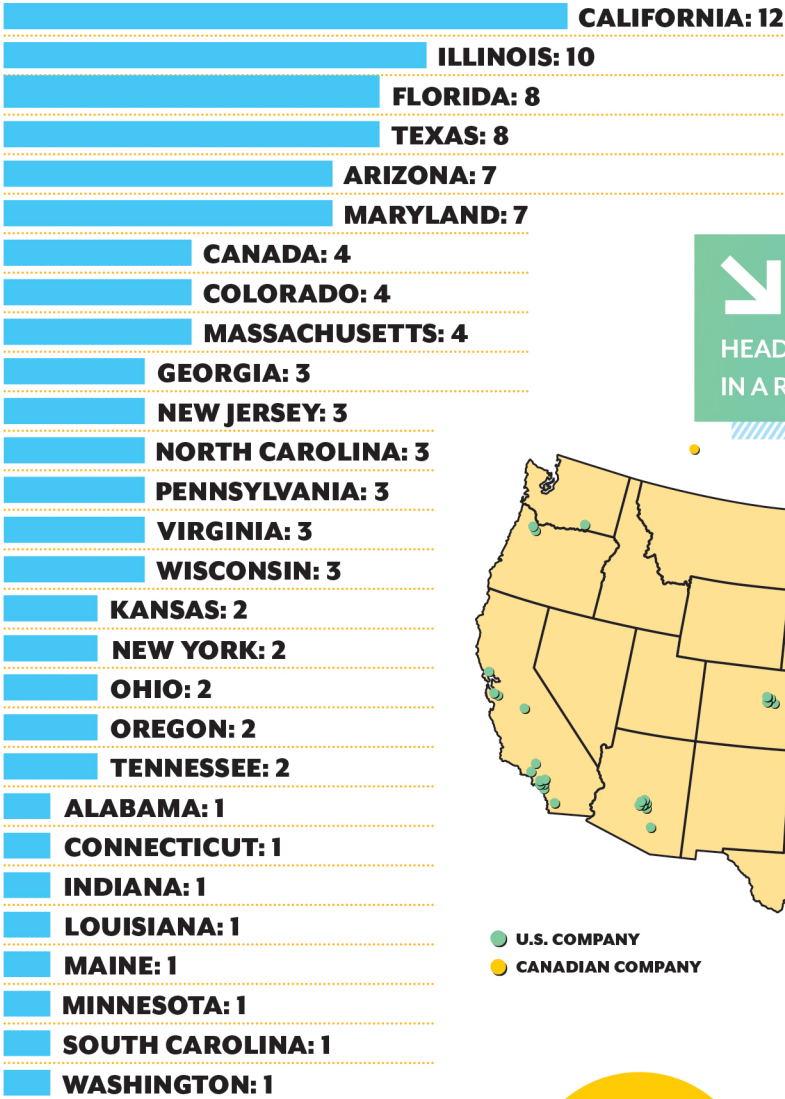 CALIFORNIA: 12
ILLINOIS: 10
FLORIDA: 8
TEXAS: 8
ARIZONA: 7
MARYLAND: 7
CANADA: 4
COLORADO: 4
MASSACHUSETTS: 4
GEORGIA: 3
NEW JERSEY: 3
NORTH CAROLINA: 3
PENNSYLVANIA: 3
VIRGINIA: 3
WISCONSIN: 3
KANSAS: 2
NEW YORK: 2
OHIO: 2
OREGON: 2
TENNESSEE: 2
ALABAMA: 1
CONNECTICUT: 1
INDIANA: 1
LOUISIANA: 1
MAINE: 1
MINNESOTA: 1
SOUTH CAROLINA: 1
WASHINGTON: 1
HEAD
IN A R
U.S. COMPANY
CANADIAN COMPANY